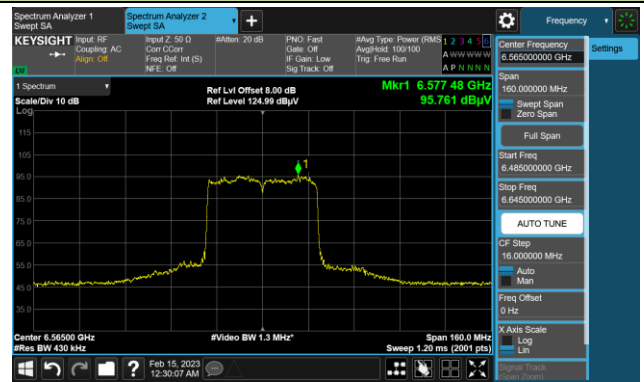 Spectrum Analyzer 1
Swept SA
Spectrum Analyzer 2
Swept SA
Frequency
KEYSIGHT
Input: RF
Coupling: AC
Align: Off
Input Z: 50 Ω
Corr CCorr
Freq Ref: Int (S)
NFE: Off
#Atten: 20 dB
PNO: Fast
Gate: Off
IF Gain: Low
Sig Track: Off
#Avg Type: Power (RMS
Avg|Hold: 100/100
Trig: Free Run
1 2 3 4 5 6
A W W W W W
A P N N N N
LW
1 Spectrum
Scale/Div 10 dB
Log
Ref Lvl Offset 8.00 dB
Ref Level 124.99 dBµV
Mkr1 6.577 48 GHz
95.761 dBµV
115
105
95.0
85.0
75.0
65.0
55.0
45.0
35.0
1
Center 6.56500 GHz
#Res BW 430 kHz
#Video BW 1.3 MHz*
Span 160.0 MHz
Sweep 1.20 ms (2001 pts)
Center Frequency
6.565000000 GHz
Settings
Span
160.000000 MHz
Swept Span
Zero Span
Full Span
Start Freq
6.485000000 GHz
Stop Freq
6.645000000 GHz
AUTO TUNE
CF Step
16.000000 MHz
Auto
Man
Freq Offset
0 Hz
X Axis Scale
Log
Lin
Signal Track
(Span Zoom)
?
Feb 15, 2023
12:30:07 AM